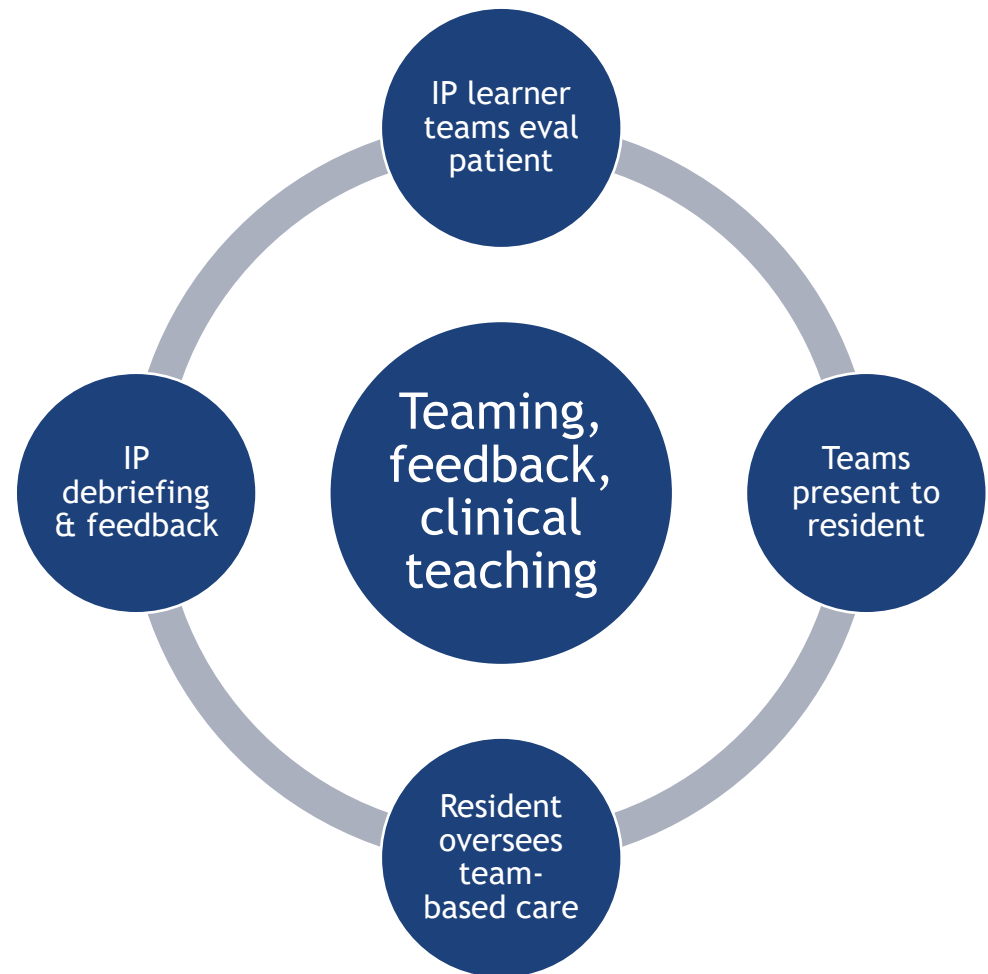 IP learner
teams eval
patient
Teaming,
feedback,
clinical
teaching
IP
debriefing
& feedback
Teams
present to
resident
Resident
oversees
team-
based care